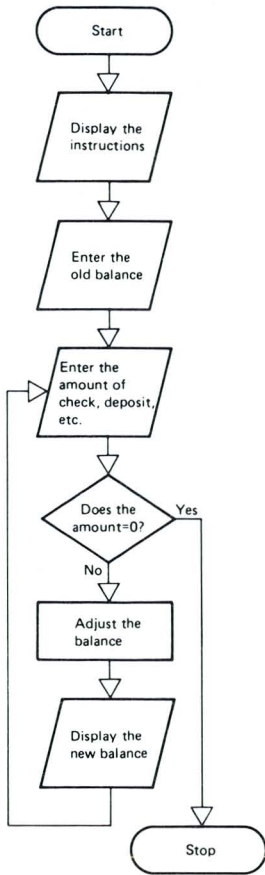 Start
Display the
instructions
Enter the
old balance
Enter the
amount of
check, deposit,
etc.
Does the
amount=0?
Yes
No
Adjust the
balance
Display the
new balance
Stop